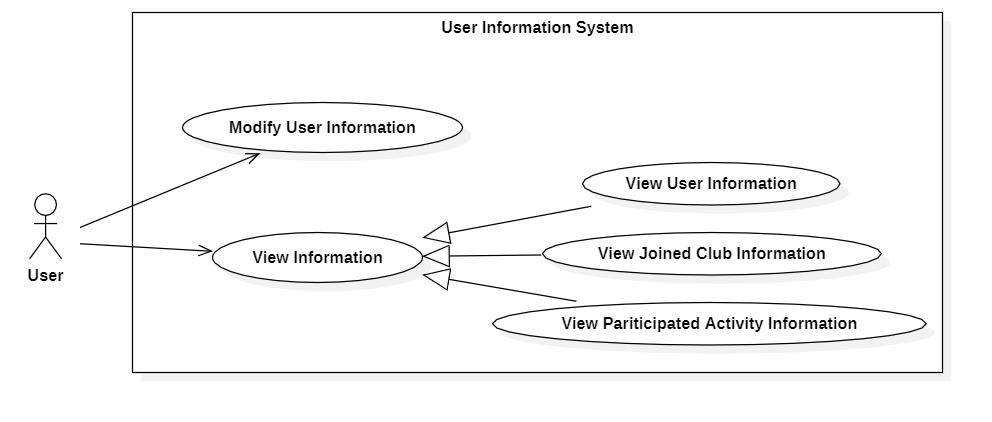 User Information System
Modify User Information
View User Information
View Information
View Joined Club Information
User
View Pariticipated Activity Information